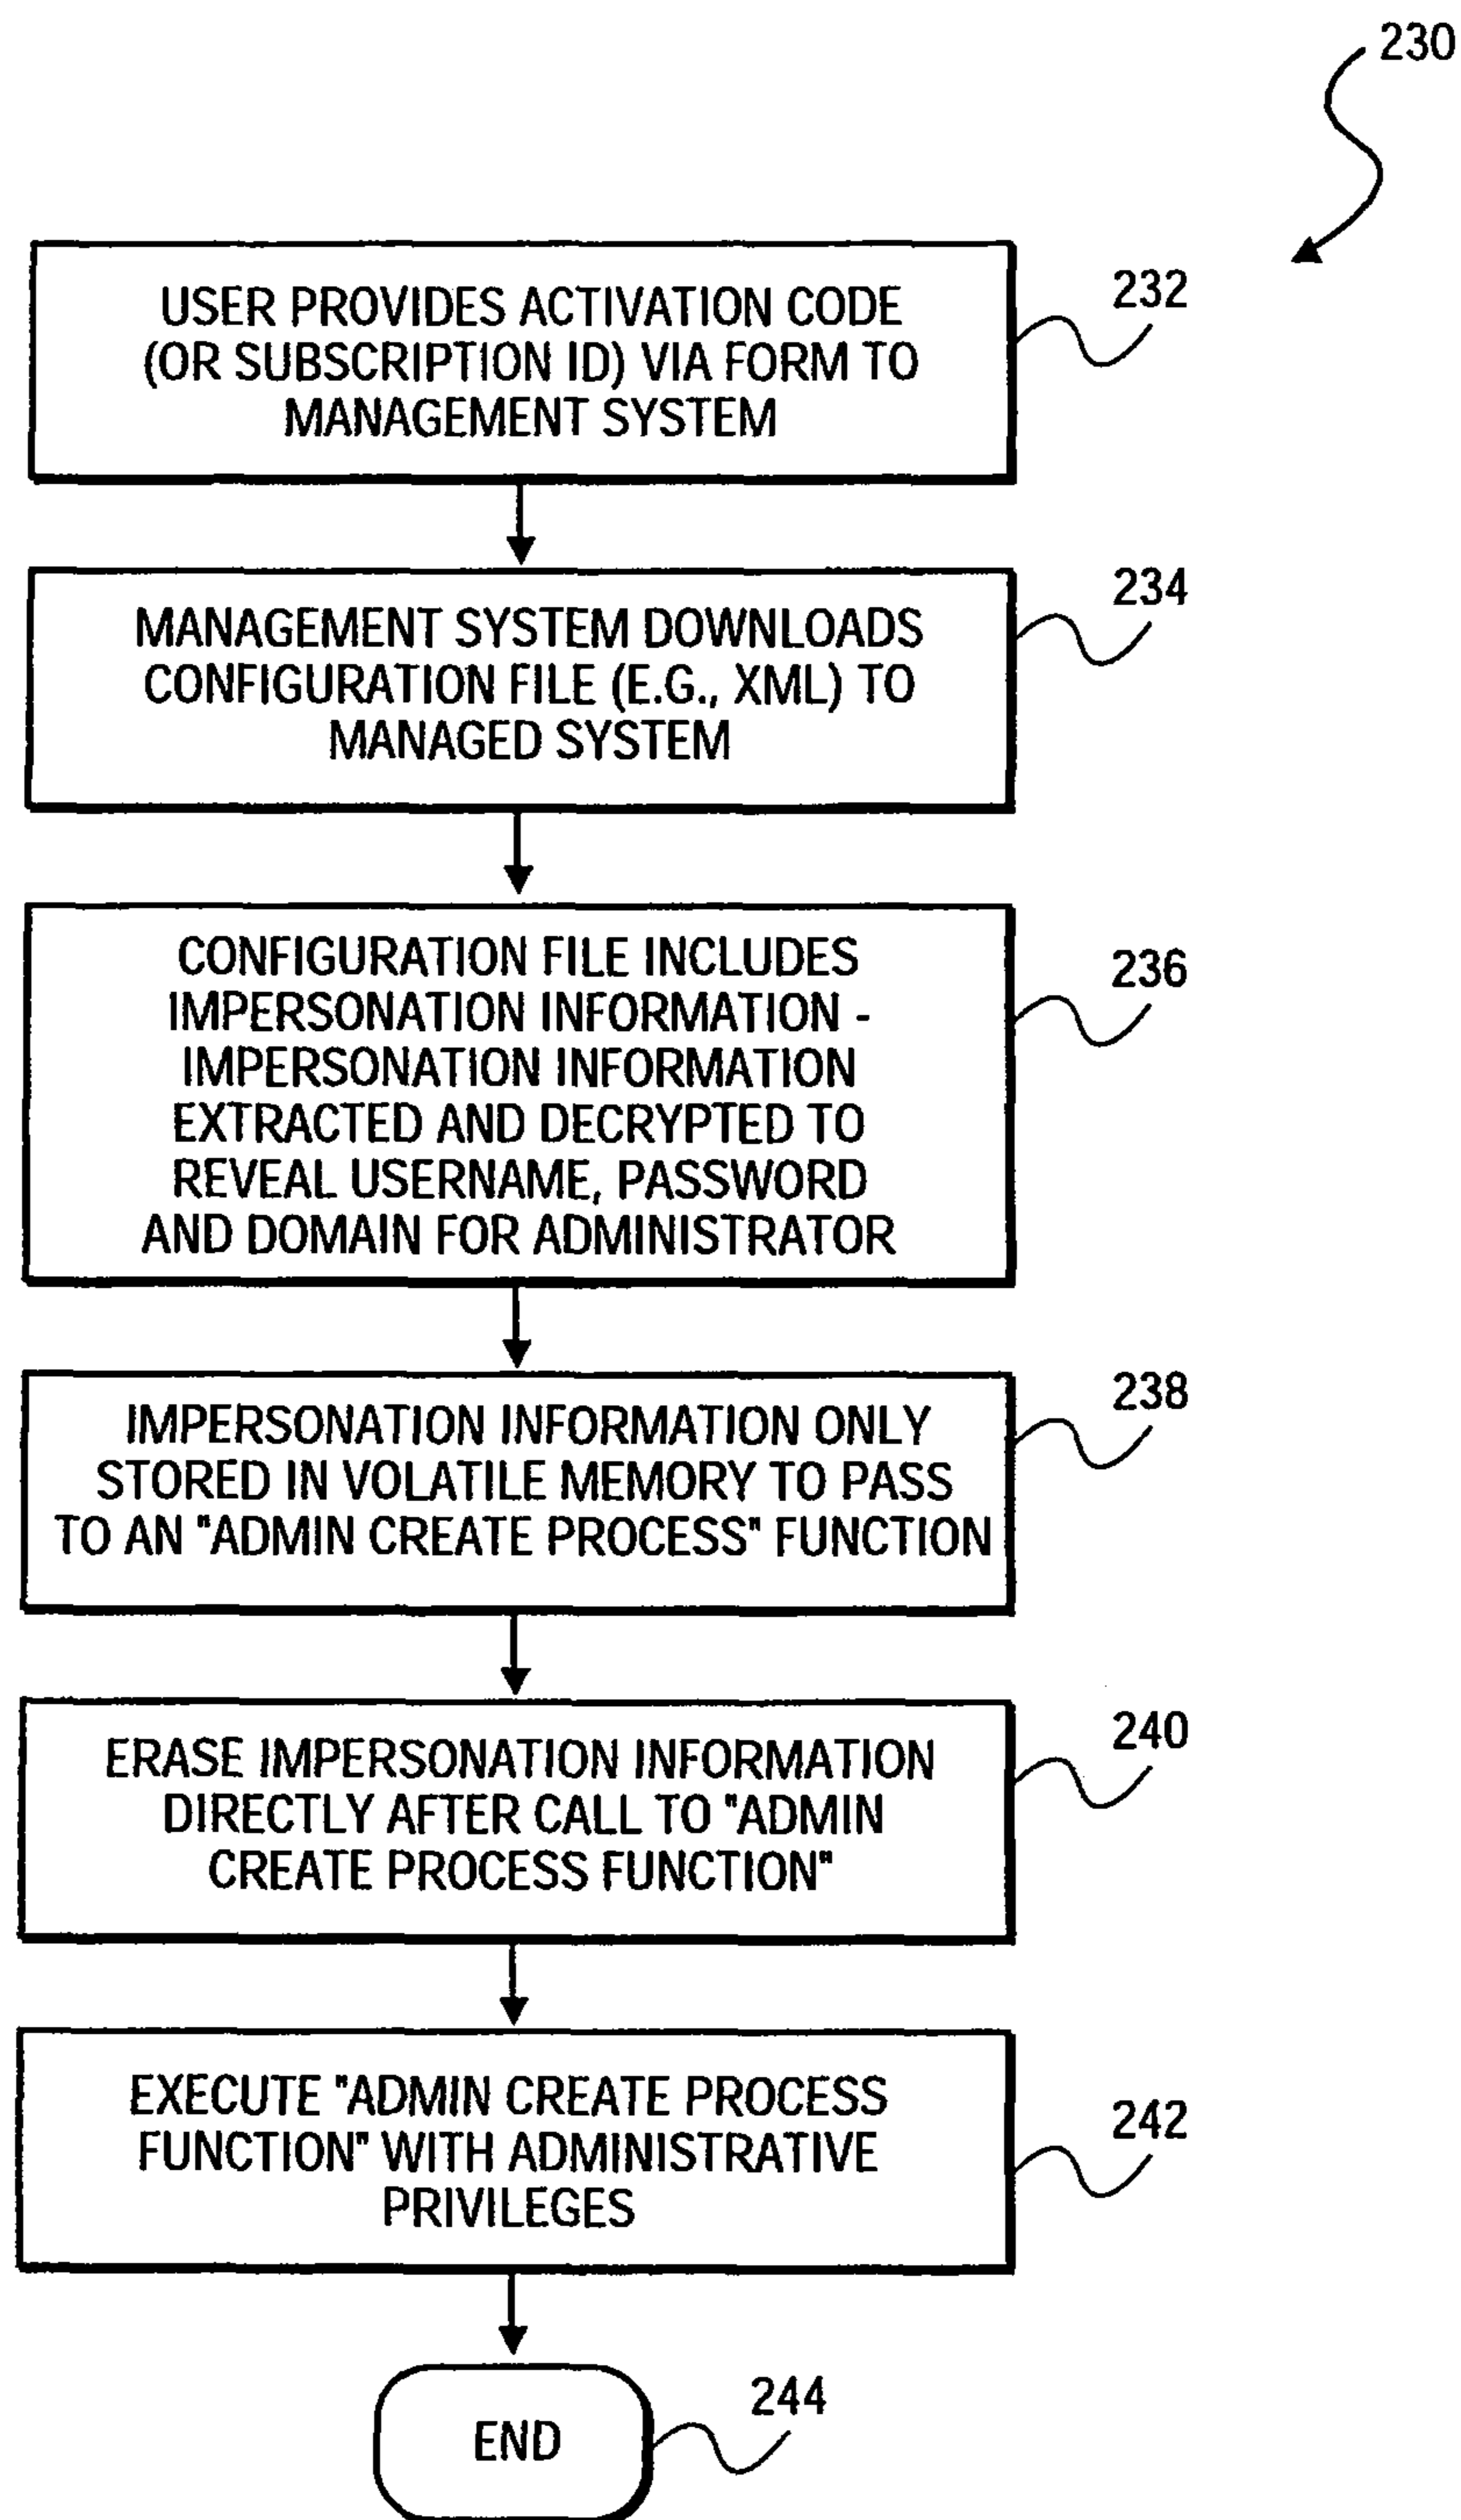 230
USER PROVIDES ACTIVATION CODE
(OR SUBSCRIPTION ID) VIA FORM TO
MANAGEMENT SYSTEM
232
MANAGEMENT SYSTEM DOWNLOADS
CONFIGURATION FILE (E.G., XML) TO
MANAGED SYSTEM
234
CONFIGURATION FILE INCLUDES
IMPERSONATION INFORMATION -
IMPERSONATION INFORMATION
EXTRACTED AND DECRYPTED TO
REVEAL USERNAME, PASSWORD
AND DOMAIN FOR ADMINISTRATOR
236
IMPERSONATION INFORMATION ONLY
STORED IN VOLATILE MEMORY TO PASS
TO AN "ADMIN CREATE PROCESS" FUNCTION
238
ERASE IMPERSONATION INFORMATION
DIRECTLY AFTER CALL TO "ADMIN
CREATE PROCESS FUNCTION"
240
EXECUTE "ADMIN CREATE PROCESS
FUNCTION" WITH ADMINISTRATIVE
PRIVILEGES
242
END
244